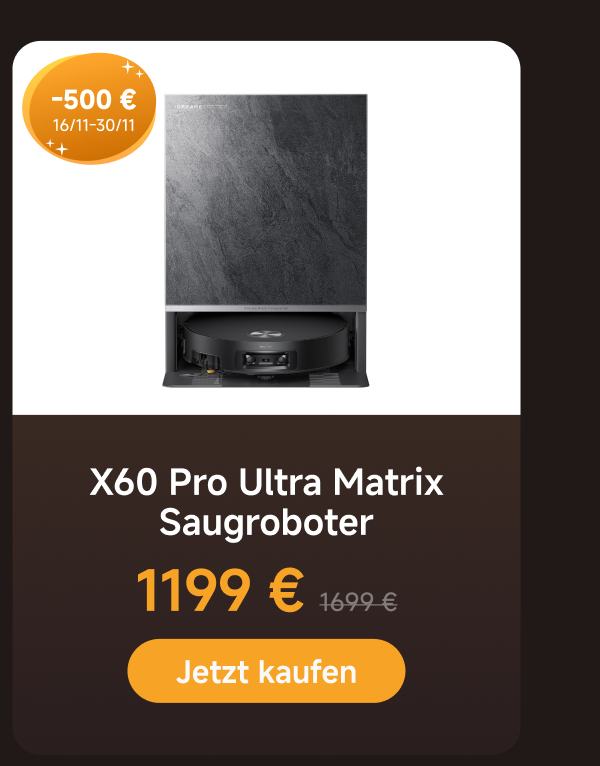 -500 €
16/11-30/11
X60 Pro Ultra Matrix
Saugroboter
1199 € 1699 €
Jetzt kaufen